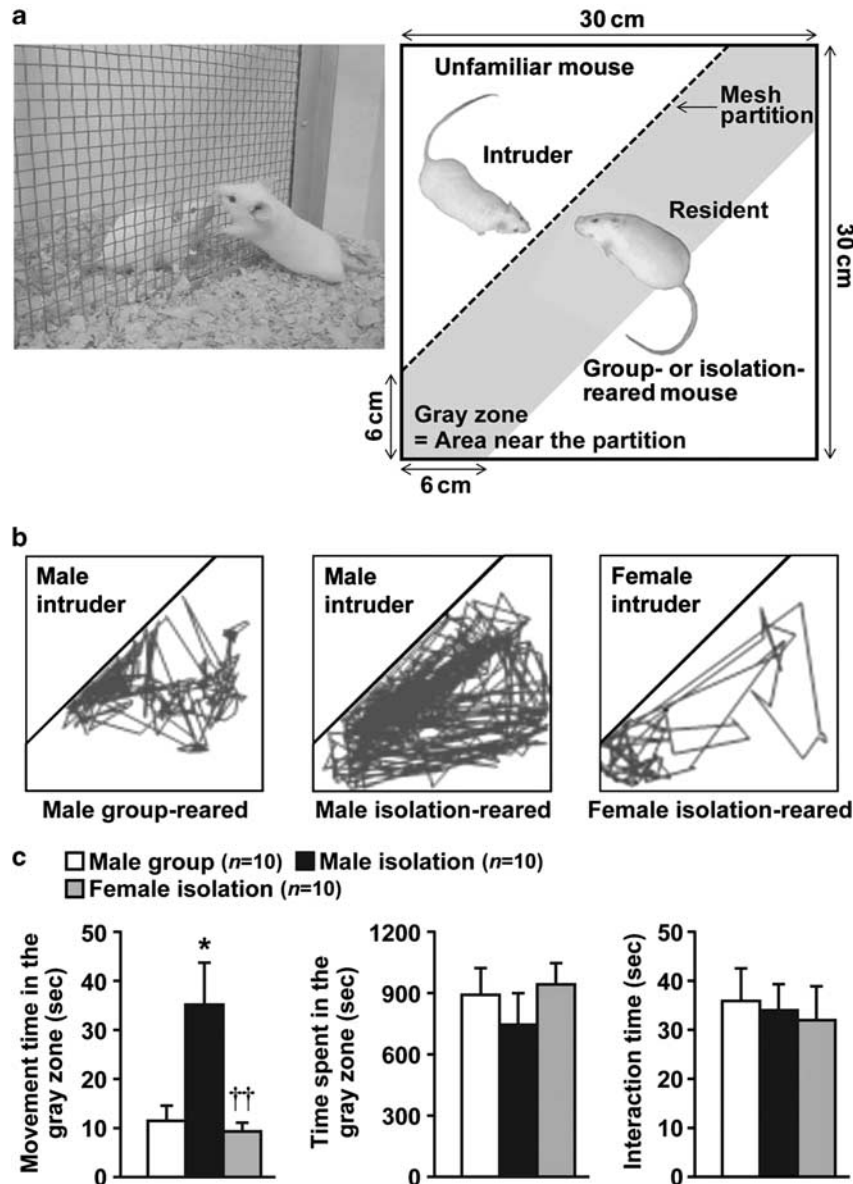 a
30 cm
Unfamiliar mouse
Mesh
partition
Intruder
Resident
30 cm
Group- or isolation-
reared mouse
6 cm
Gray zone
= Area near the partition
6 cm
b
Male
intruder
Male
intruder
Female
intruder
Male group-reared
Male isolation-reared
Female isolation-reared
c
Male group (n=10)
Male isolation (n=10)
Female isolation (n=10)
Movement time in the
gray zone (sec)
50
40
30
20
10
0
*
††
Time spent in the
gray zone (sec)
1200
900
600
300
0
Interaction time (sec)
50
40
30
20
10
0